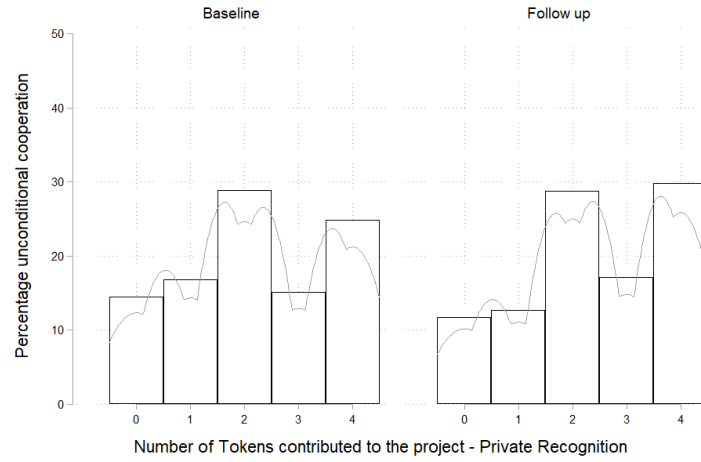 Baseline Follow up
Percentage unconditional cooperation
50
40
30
20
10
0
0 1 2 3 4 0 1 2 3 4
Number of Tokens contributed to the project - Private Recognition